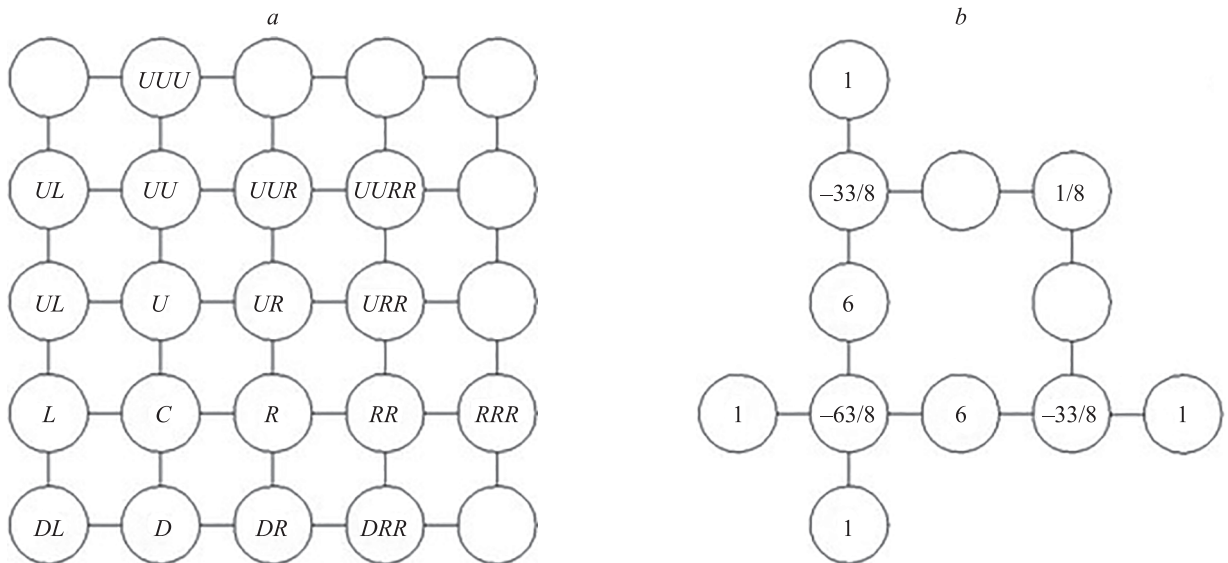 a b
UUU
UL UU UUR UURR
UL U UR URR
L C R RR RRR
DL D DR DRR
1
–33/8 1/8
6
1 –63/8 6 –33/8 1
1